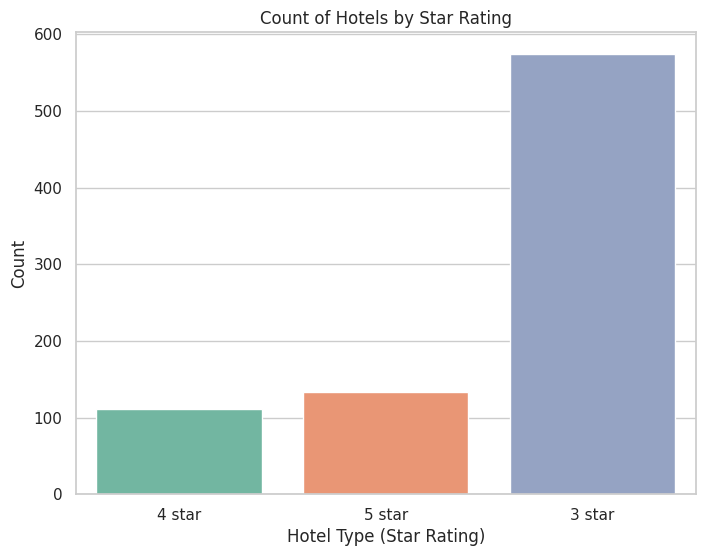 Count of Hotels by Star Rating
600
500
400
300
200
100
0
Count
4 star
5 star
3 star
Hotel Type (Star Rating)